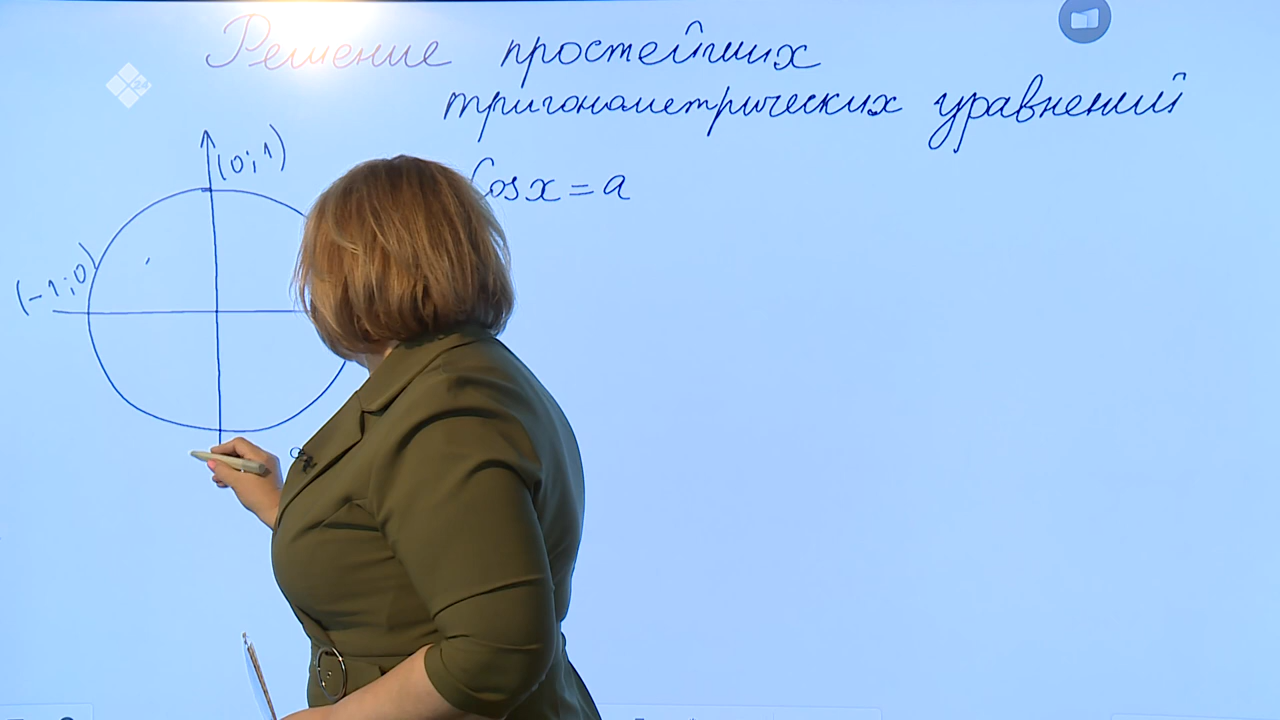 Решение простейших
тригонометрических уравнений
(0;1)
Cos x = a
(-1;0)